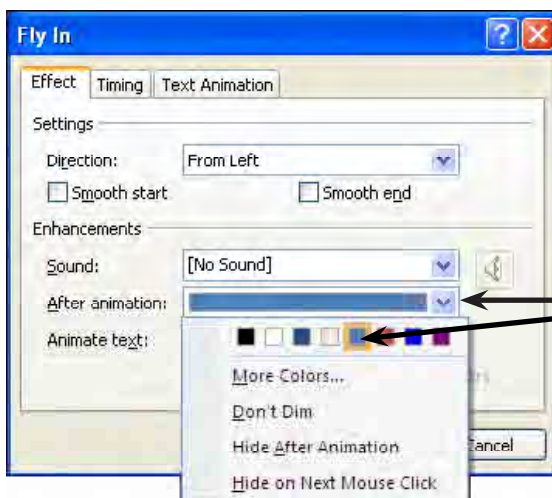 Fly In
Effect Timing Text Animation
Settings
Direction: From Left
Smooth start Smooth end
Enhancements
Sound: [No Sound]
After animation:
Animate text:
More Colors...
Don't Dim
Hide After Animation
Hide on Next Mouse Click